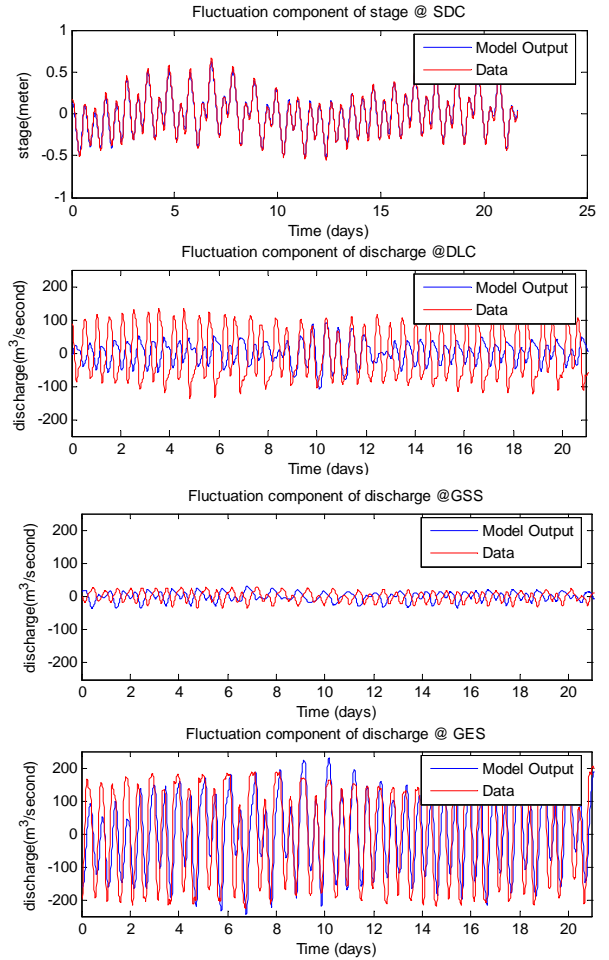 Fluctuation component of stage @ SDC
1
0.5
0
-0.5
-1
stage(meter)
Model Output
Data
0 5 10 15 20 25
Time (days)
Fluctuation component of discharge @DLC
200
100
0
-100
-200
discharge(m³/second)
Model Output
Data
0 2 4 6 8 10 12 14 16 18 20
Time (days)
Fluctuation component of discharge @GSS
200
100
0
-100
-200
discharge(m³/second)
Model Output
Data
0 2 4 6 8 10 12 14 16 18 20
Time (days)
Fluctuation component of discharge @ GES
200
100
0
-100
-200
discharge(m³/second)
Model Output
Data
0 2 4 6 8 10 12 14 16 18 20
Time (days)